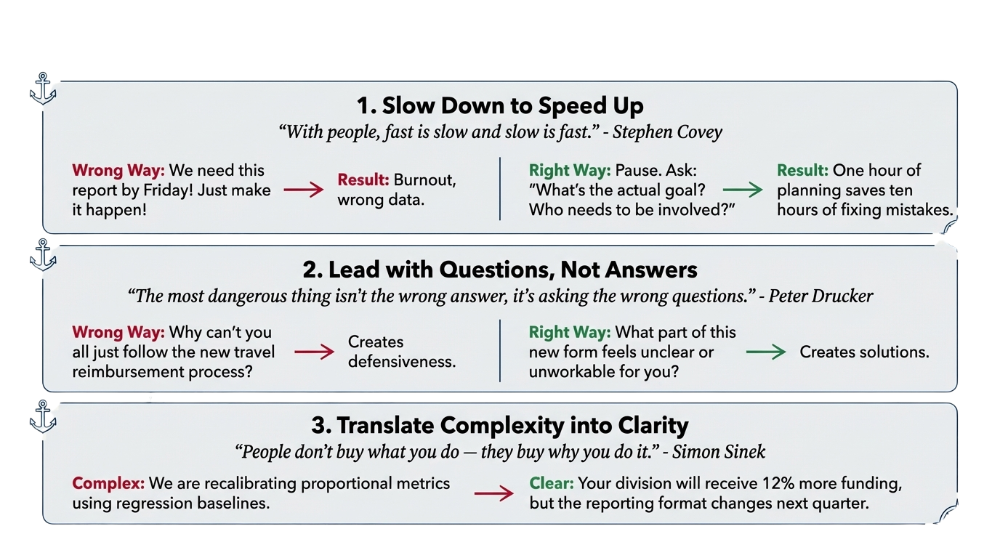 1. Slow Down to Speed Up
“With people, fast is slow and slow is fast.” - Stephen Covey
Wrong Way: We need this
report by Friday! Just make
it happen!
Result: Burnout,
wrong data.
Right Way: Pause. Ask:
“What’s the actual goal?
Who needs to be involved?”
Result: One hour of
planning saves ten
hours of fixing mistakes.
2. Lead with Questions, Not Answers
“The most dangerous thing isn’t the wrong answer, it’s asking the wrong questions.” - Peter Drucker
Wrong Way: Why can’t you
all just follow the new travel
reimbursement process?
Creates
defensiveness.
Right Way: What part of this
new form feels unclear or
unworkable for you?
Creates solutions.
3. Translate Complexity into Clarity
“People don’t buy what you do — they buy why you do it.” - Simon Sinek
Complex: We are recalibrating proportional metrics
using regression baselines.
Clear: Your division will receive 12% more funding,
but the reporting format changes next quarter.